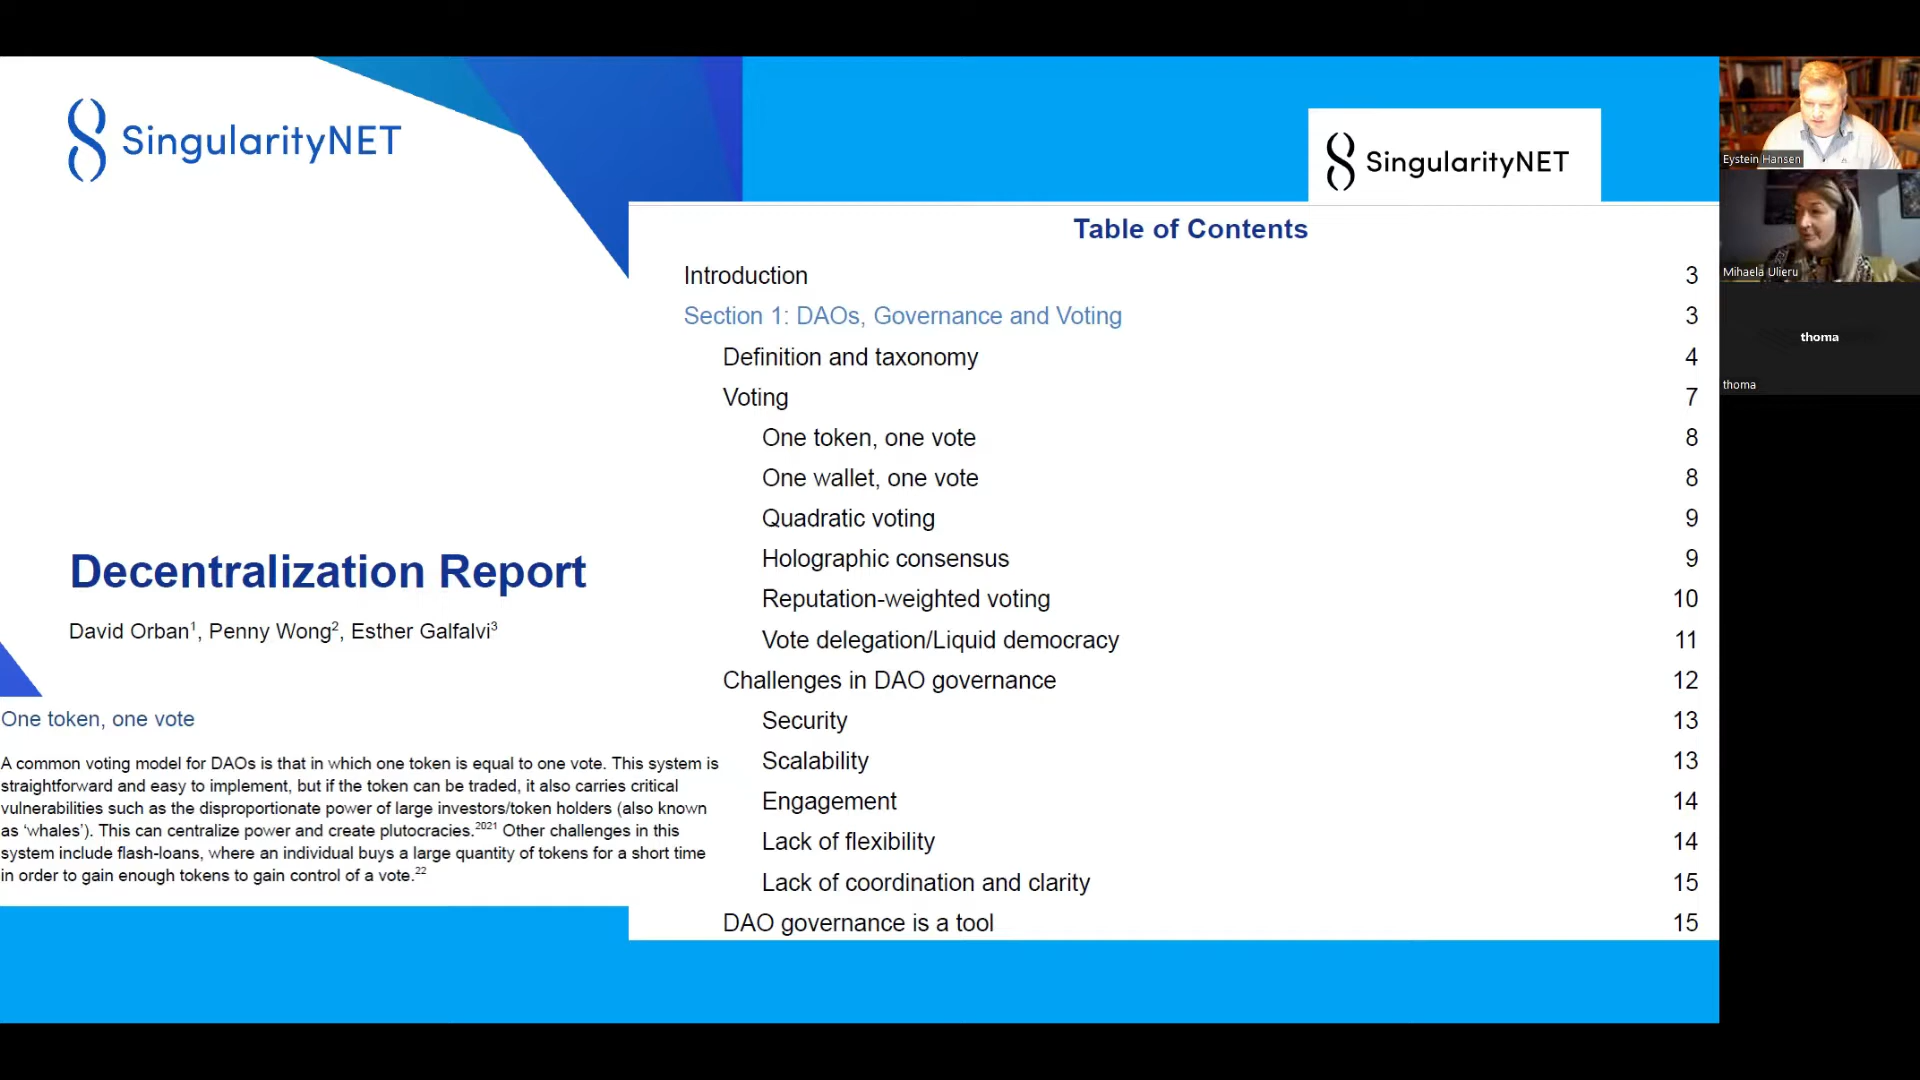 SingularityNET
Decentralization Report
David Orban1, Penny Wong2, Esther Galfalvi3
One token, one vote
A common voting model for DAOs is that in which one token is equal to one vote. This system is
straightforward and easy to implement, but if the token can be traded, it also carries critical
vulnerabilities such as the disproportionate power of large investors/token holders (also known
as ‘whales’). This can centralize power and create plutocracies.2021 Other challenges in this
system include flash-loans, where an individual buys a large quantity of tokens for a short time
in order to gain enough tokens to gain control of a vote.22
SingularityNET
Table of Contents
Introduction 3
Section 1: DAOs, Governance and Voting 3
Definition and taxonomy 4
Voting 7
One token, one vote 8
One wallet, one vote 8
Quadratic voting 9
Holographic consensus 9
Reputation-weighted voting 10
Vote delegation/Liquid democracy 11
Challenges in DAO governance 12
Security 13
Scalability 13
Engagement 14
Lack of flexibility 14
Lack of coordination and clarity 15
DAO governance is a tool 15
Eystein Hansen
Mihaela Ulieru
thoma
thoma